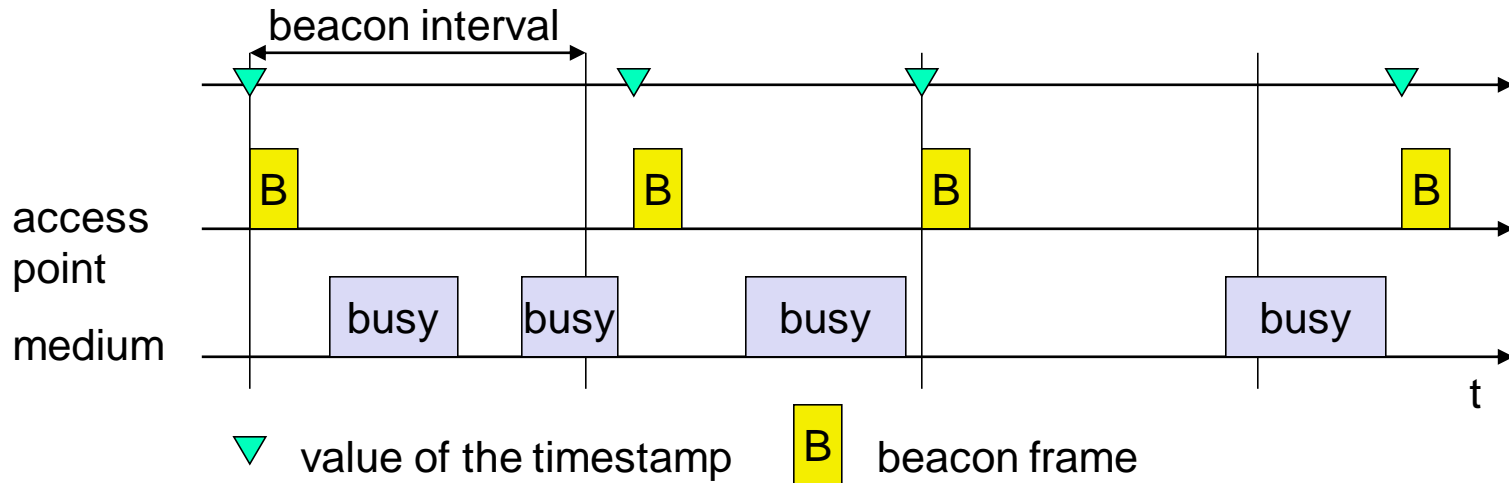 beacon interval
B B B B
access
point
busy busy busy busy
medium
t
value of the timestamp B beacon frame